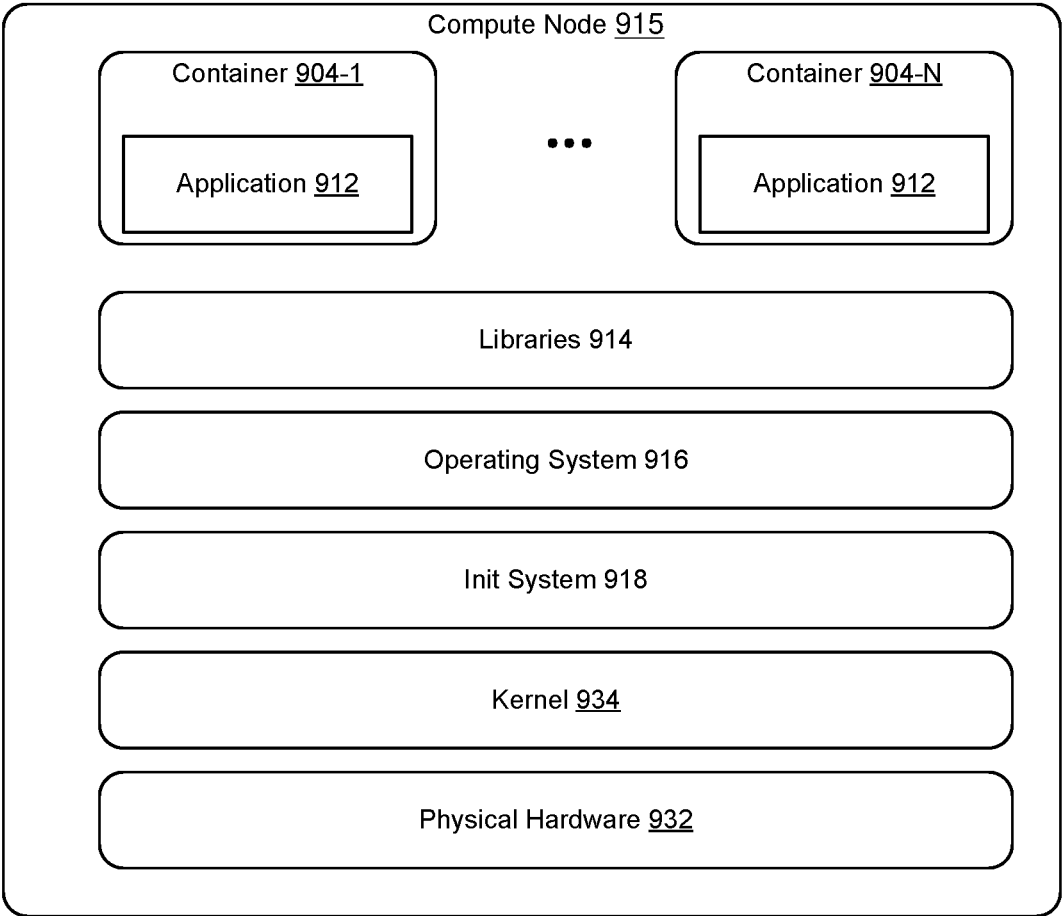 Compute Node 915
Container 904-1
Container 904-N
Application 912
Application 912
Libraries 914
Operating System 916
Init System 918
Kernel 934
Physical Hardware 932